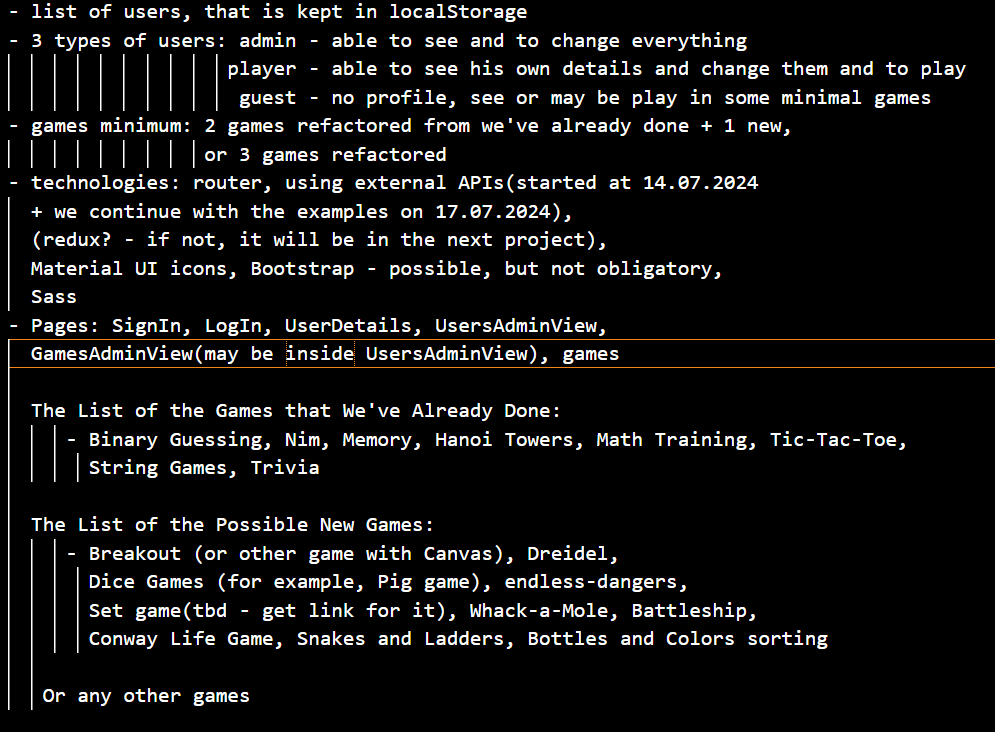 - list of users, that is kept in localStorage
- 3 types of users: admin - able to see and to change everything
player - able to see his own details and change them and to play
guest - no profile, see or may be play in some minimal games
- games minimum: 2 games refactored from we've already done + 1 new,
or 3 games refactored
- technologies: router, using external APIs(started at 14.07.2024
+ we continue with the examples on 17.07.2024),
(redux? - if not, it will be in the next project),
Material UI icons, Bootstrap - possible, but not obligatory,
Sass
- Pages: SignIn, LogIn, UserDetails, UsersAdminView,
GamesAdminView(may be inside UsersAdminView), games
The List of the Games that We've Already Done:
- Binary Guessing, Nim, Memory, Hanoi Towers, Math Training, Tic-Tac-Toe,
String Games, Trivia
The List of the Possible New Games:
- Breakout (or other game with Canvas), Dreidel,
Dice Games (for example, Pig game), endless-dangers,
Set game(tbd - get link for it), Whack-a-Mole, Battleship,
Conway Life Game, Snakes and Ladders, Bottles and Colors sorting
Or any other games